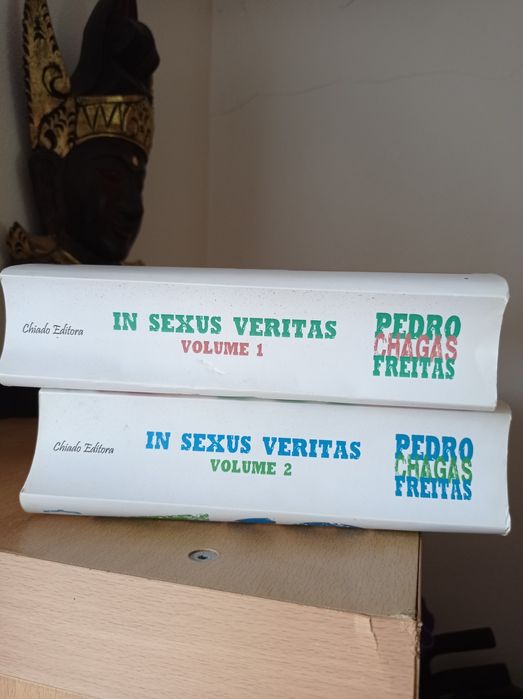 Chiado Editora
IN SEXUS VERITAS
VOLUME 1
PEDRO
CHAGAS
FREITAS
Chiado Editora
IN SEXUS VERITAS
VOLUME 2
PEDRO
CHAGAS
FREITAS